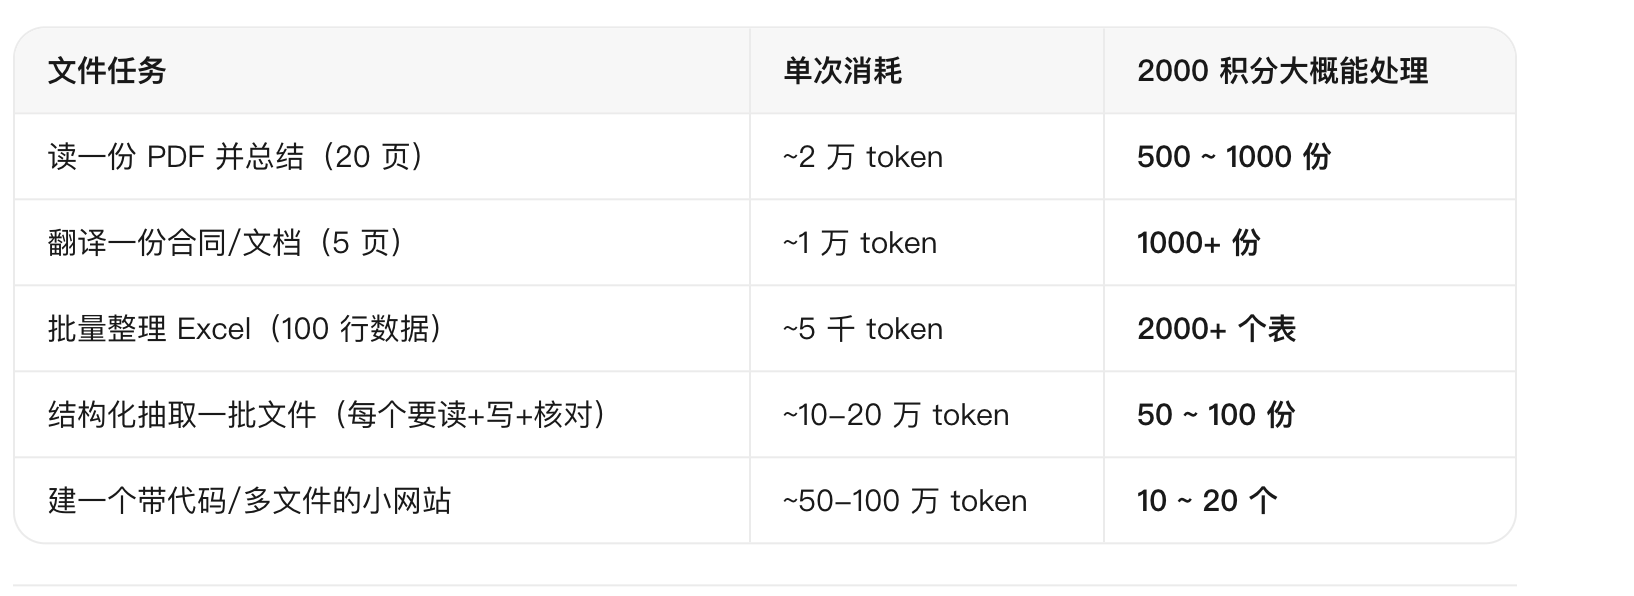 文件任务 单次消耗 2000 积分大概能处理
读一份 PDF 并总结（20 页） ~2 万 token 500 ~ 1000 份
翻译一份合同/文档（5 页） ~1 万 token 1000+ 份
批量整理 Excel（100 行数据） ~5 千 token 2000+ 个表
结构化抽取一批文件（每个要读+写+核对） ~10–20 万 token 50 ~ 100 份
建一个带代码/多文件的小网站 ~50–100 万 token 10 ~ 20 个